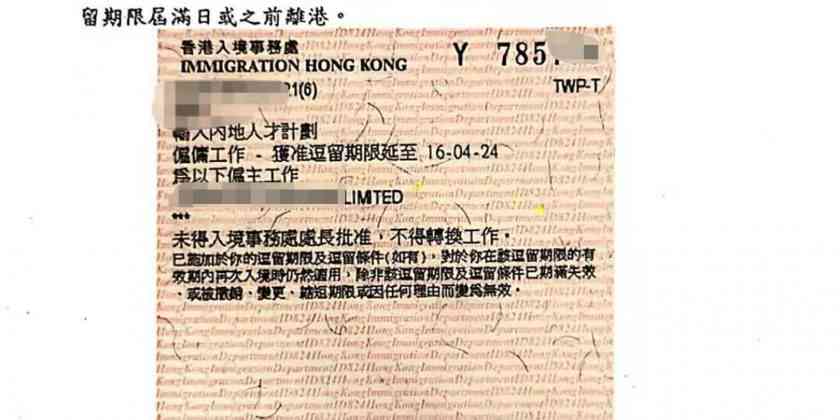 留期限屆滿日或之前離港。
香港入境事務處
IMMIGRATION HONG KONG
Y 785
21(6)
TWP-T
輸入內地人才計劃
僱傭工作 - 獲准逗留期限延至 16-04-24
為以下僱主工作
LIMITED
***
未得入境事務處處長批准，不得轉換工作。
已施加於你的逗留期限及逗留條件(如有)，對於你在該逗留期限的有
效期內再次入境時仍然適用，除非該逗留期限及逗留條件已期滿失效
、或被撤銷、變更、縮短期限或因任何理由而變為無效。